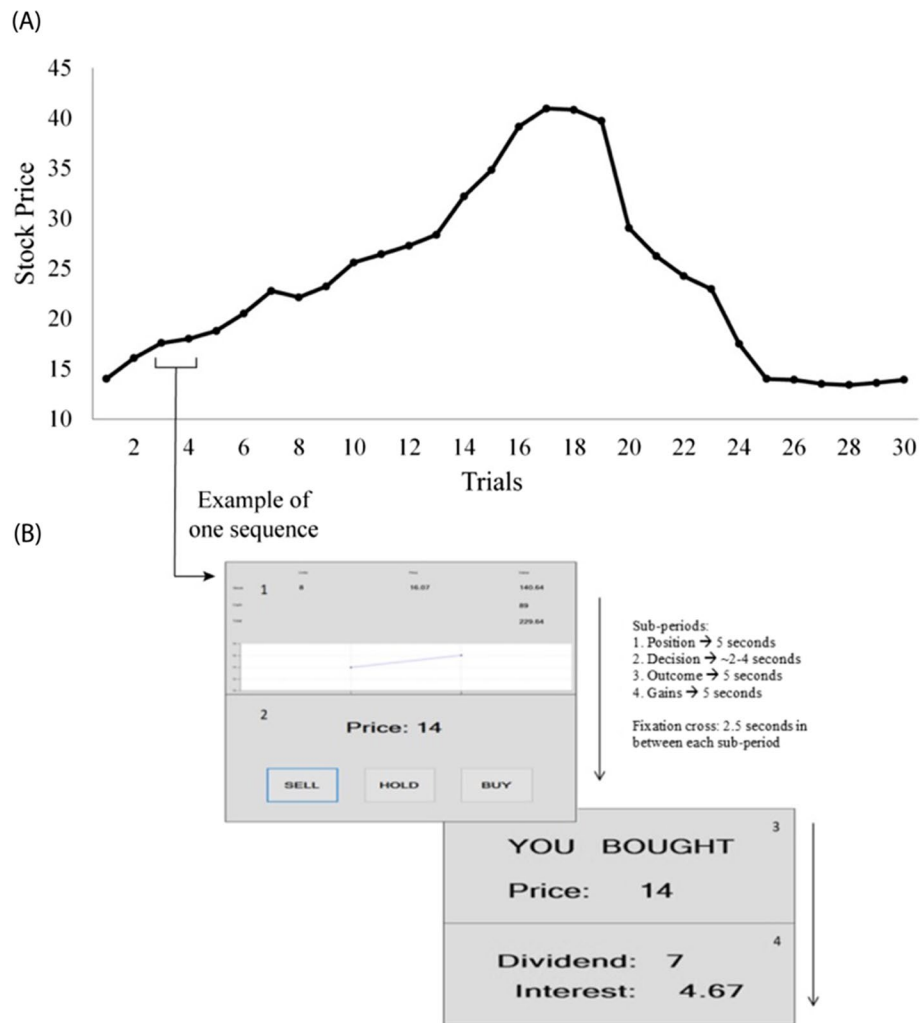 (A)
45
40
35
30
25
20
15
10
Stock Price
2 4 6 8 10 12 14 16 18 20 22 24 26 28 30
Trials
Example of
one sequence
(B)
1 8 16.07 140.64
89
229.64
2
Price: 14
SELL HOLD BUY
Sub-periods:
1. Position → 5 seconds
2. Decision → ~2-4 seconds
3. Outcome → 5 seconds
4. Gains → 5 seconds
Fixation cross: 2.5 seconds in
between each sub-period
3
YOU BOUGHT
Price: 14
4
Dividend: 7
Interest: 4.67